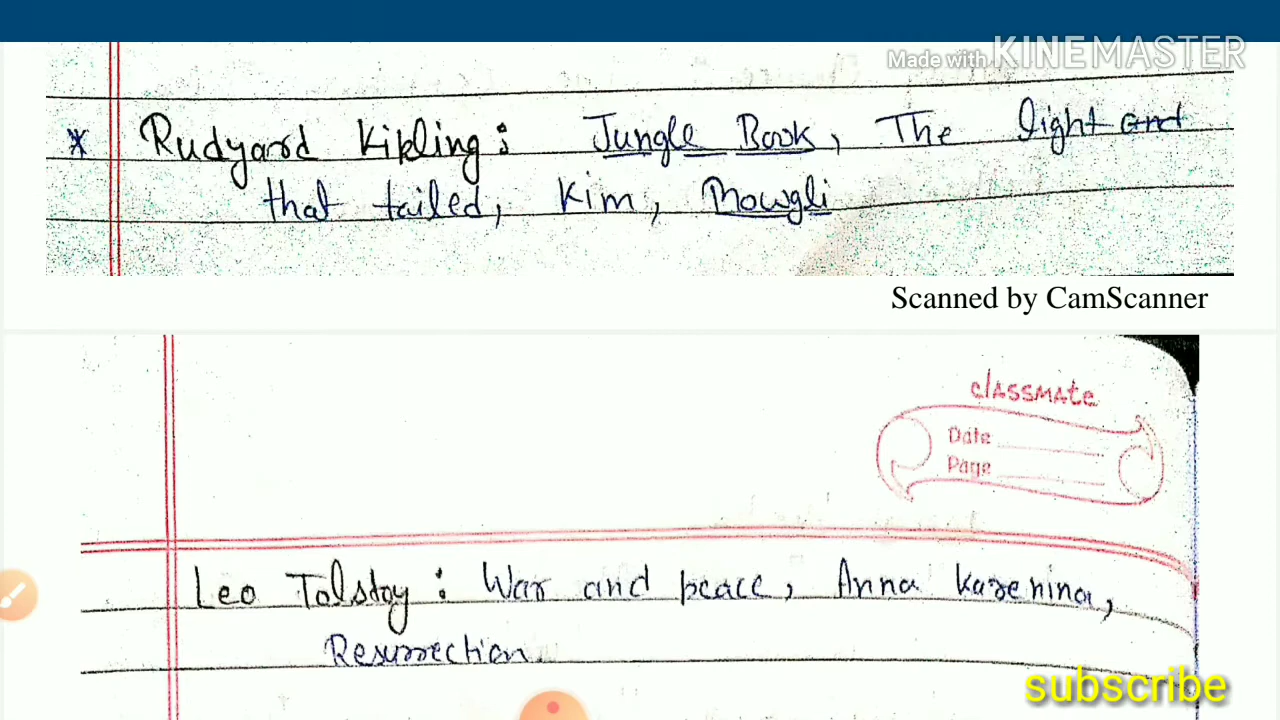 Made with KINEMASTER
* Rudyard Kipling : Jungle Book, The light and
that tailed, Kim, Mowgli
Scanned by CamScanner
classmate
Date
Page
Leo Tolstoy : War and peace, Anna Karenina,
Resurrection.
subscribe